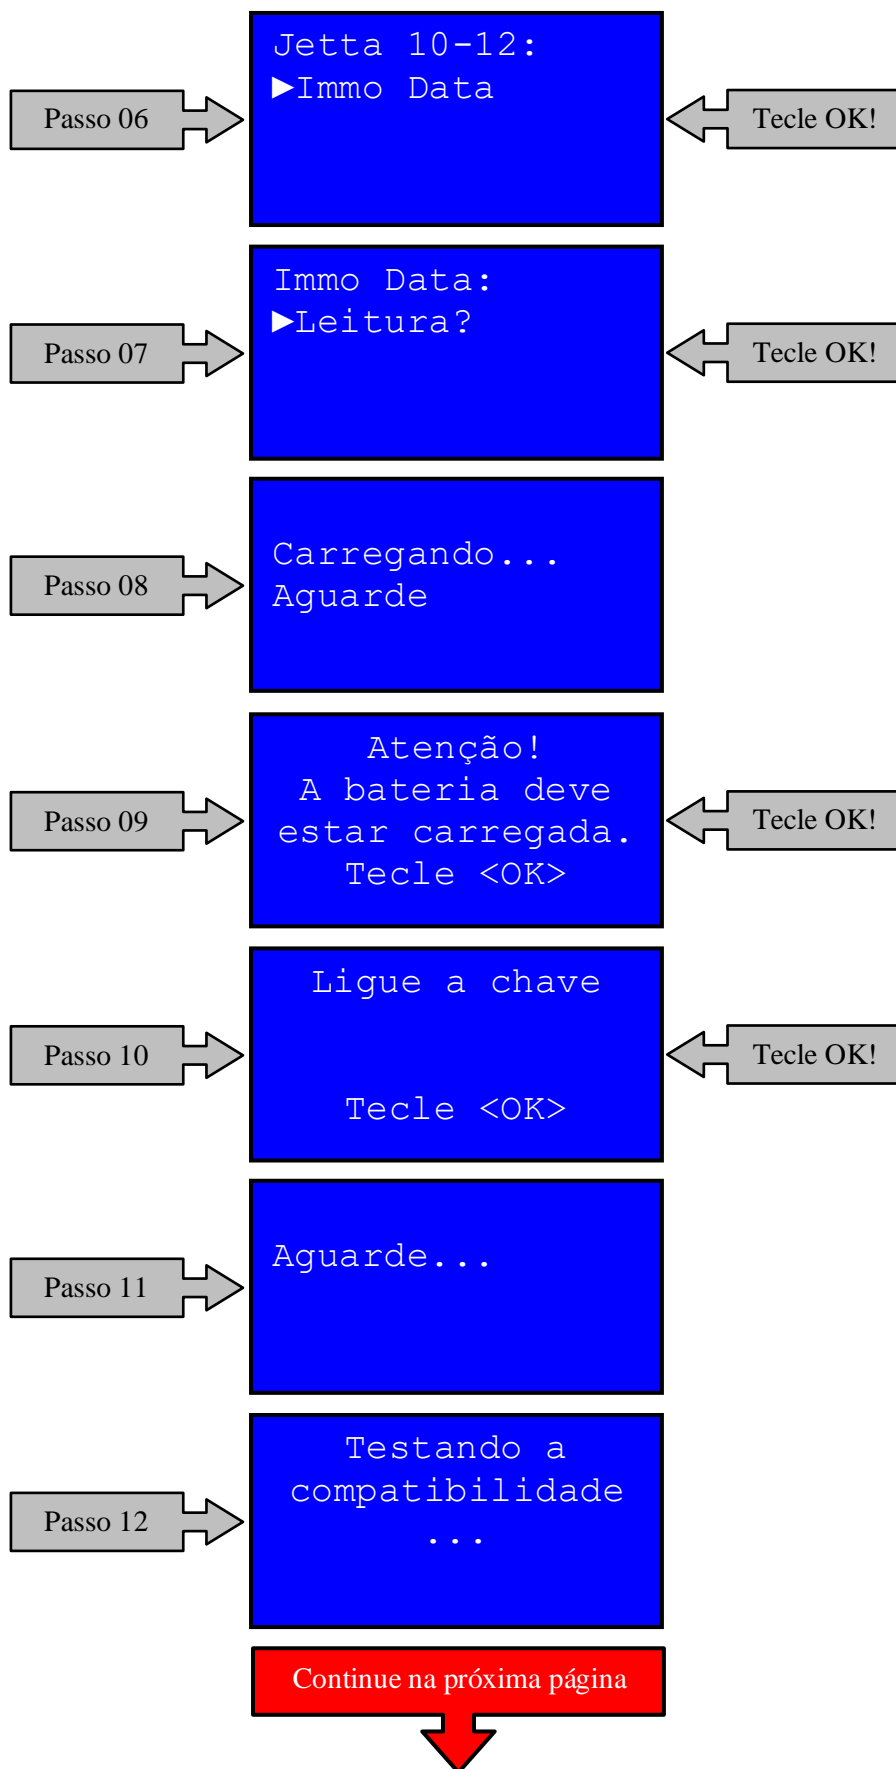 Jetta 10-12:
►Immo Data
Passo 06
Tecle OK!
Immo Data:
►Leitura?
Passo 07
Tecle OK!
Carregando...
Aguarde
Passo 08
Atenção!
A bateria deve
estar carregada.
Tecle <OK>
Passo 09
Tecle OK!
Ligue a chave
Tecle <OK>
Passo 10
Tecle OK!
Aguarde...
Passo 11
Testando a
compatibilidade
...
Passo 12
Continue na próxima página